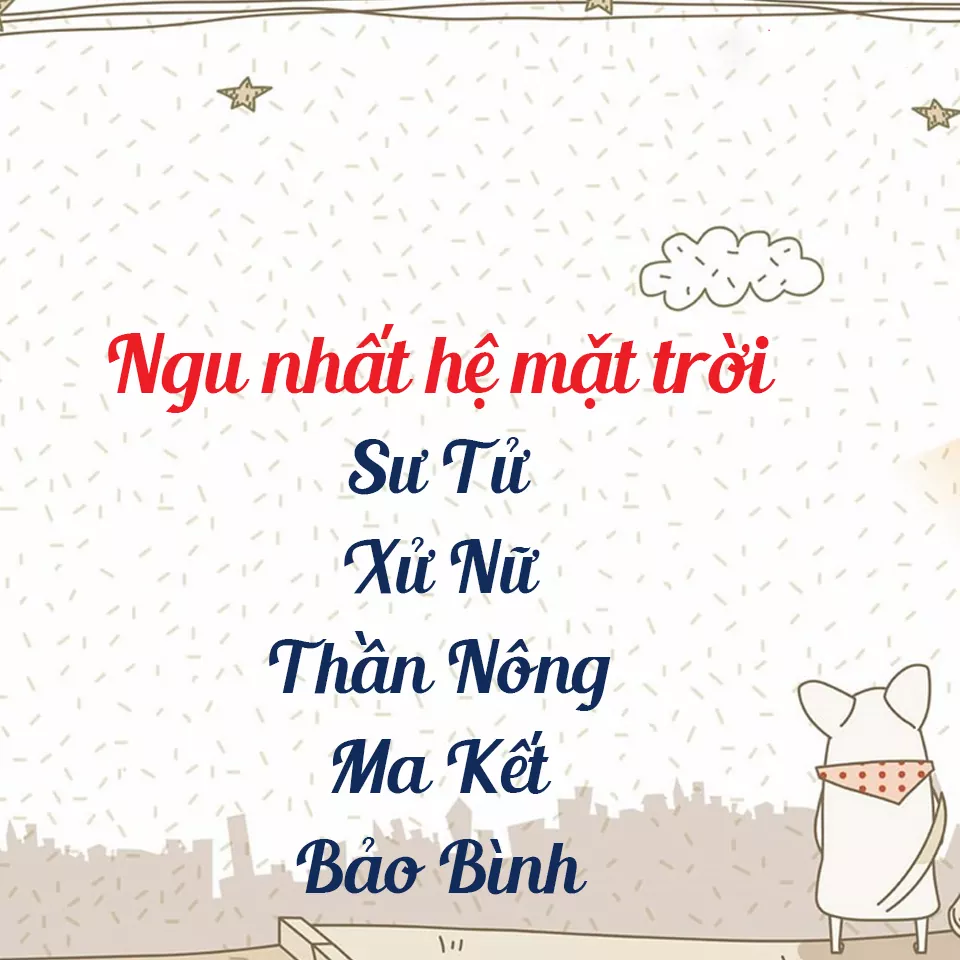 Ngu nhất hệ mặt trời
Sư Tử
Xử Nữ
Thần Nông
Ma Kết
Bảo Bình